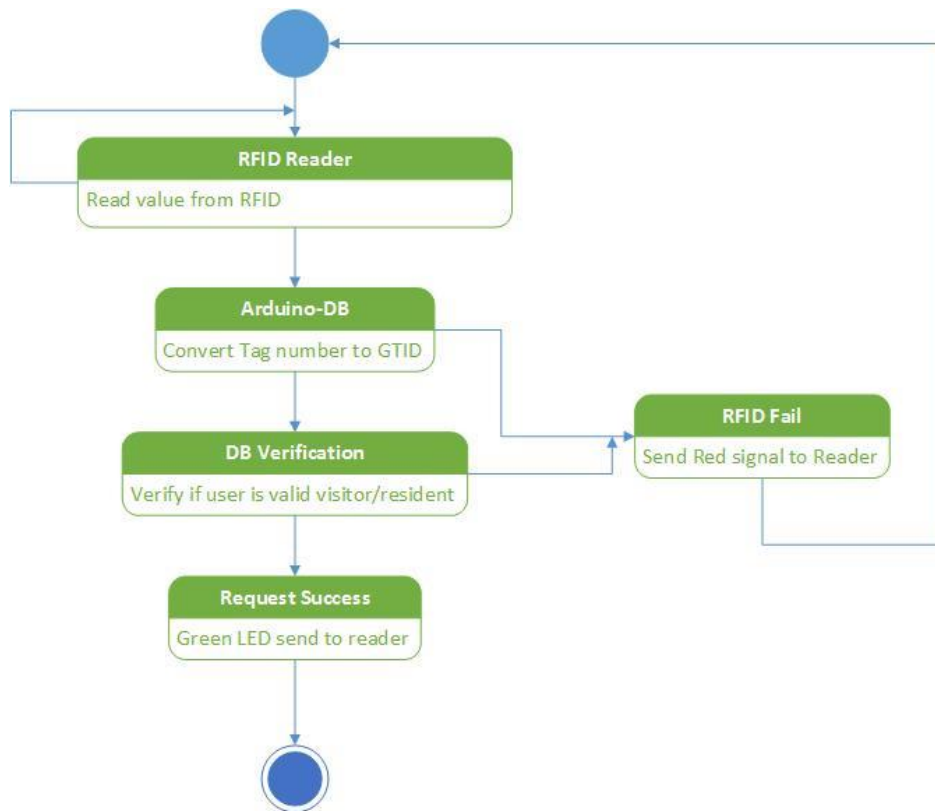 RFID Reader
Read value from RFID
Arduino-DB
Convert Tag number to GTID
RFID Fail
Send Red signal to Reader
DB Verification
Verify if user is valid visitor/resident
Request Success
Green LED send to reader